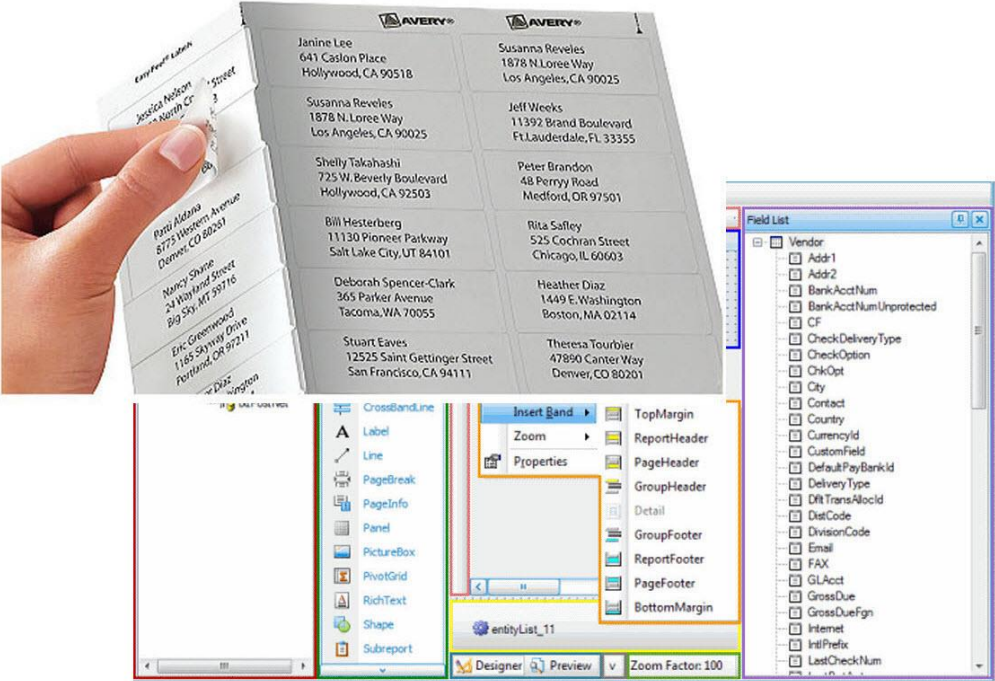 AVERY®
AVERY®
EasyPeel® Labels
Jessica Nelson
North
Street
Patti Aldana
8775 Western Avenue
Denver, CO 80261
Nancy Shane
24 Wayland Street
Big Sky, MT 59716
Eric Greenwood
1165 Skyway Drive
Portland, OR 97211
Diaz
Janine Lee
641 Caslon Place
Hollywood, CA 90518
Susanna Reveles
1878 N. Loree Way
Los Angeles, CA 90025
Shelly Takahashi
725 W. Beverly Boulevard
Hollywood, CA 92503
Bill Hesterberg
11130 Pioneer Parkway
Salt Lake City, UT 84101
Deborah Spencer-Clark
365 Parker Avenue
Tacoma, WA 70055
Stuart Eaves
12525 Saint Gettinger Street
San Francisco, CA 94111
Susanna Reveles
1878 N. Loree Way
Los Angeles, CA 90025
Jeff Weeks
11392 Brand Boulevard
Ft. Lauderdale, FL 33355
Peter Brandon
48 Perryy Road
Medford, OR 97501
Rita Safley
525 Cochran Street
Chicago, IL 60603
Heather Diaz
1449 E. Washington
Boston, MA 02114
Theresa Tourbier
47890 Canter Way
Denver, CO 80201
CrossBandLine
Label
Line
PageBreak
PageInfo
Panel
PictureBox
PivotGrid
RichText
Shape
Subreport
Insert Band
Zoom
Properties
TopMargin
ReportHeader
PageHeader
GroupHeader
Detail
GroupFooter
ReportFooter
PageFooter
BottomMargin
entityList_11
Designer
Preview
Zoom Factor: 100
Field List
Vendor
Addr1
Addr2
BankAcctNum
BankAcctNumUnprotected
CF
CheckDeliveryType
CheckOption
ChkOpt
City
Contact
Country
CurrencyId
CustomField
DefaultPayBankId
DeliveryType
DfltTransAllocId
DistCode
DivisionCode
Email
FAX
GLAcct
GrossDue
GrossDueFgn
Internet
IntlPrefix
LastCheckNum